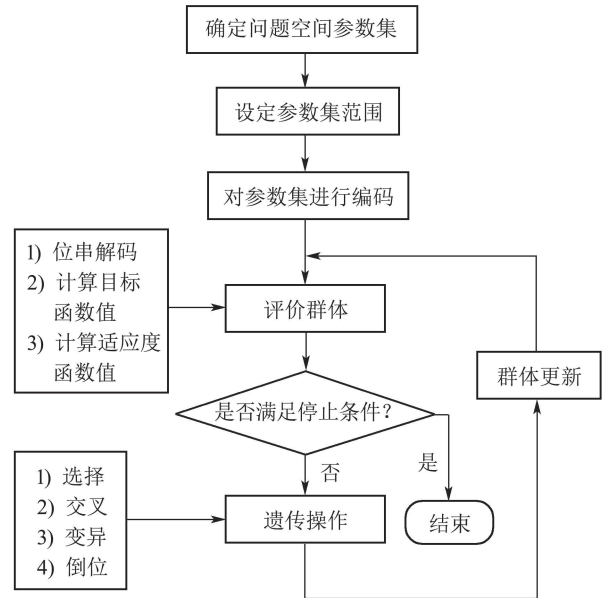 确定问题空间参数集
设定参数集范围
对参数集进行编码
1) 位串解码
2) 计算目标
函数值
3) 计算适应度
函数值
评价群体
群体更新
是否满足停止条件?
否
是
1) 选择
2) 交叉
3) 变异
4) 倒位
遗传操作
结束